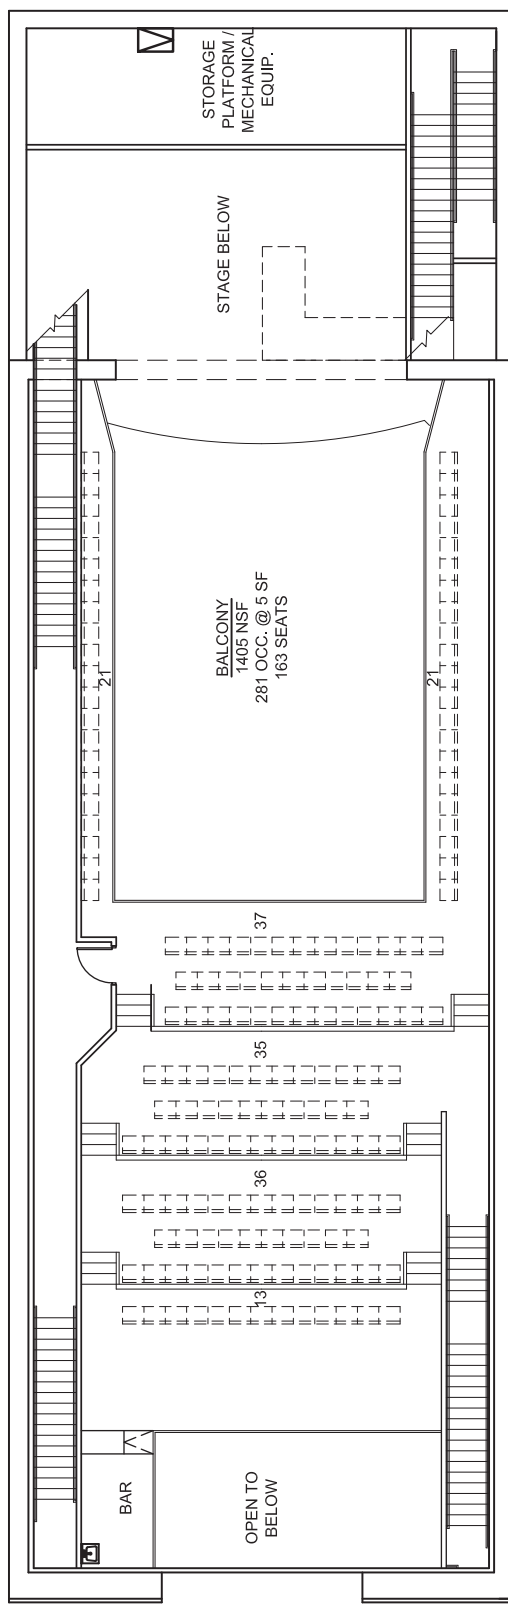 STORAGE
PLATFORM /
MECHANICAL
EQUIP.
STAGE BELOW
BALCONY
1405 NSF
281 OCC. @ 5 SF
163 SEATS
21
21
37
35
36
13
BAR
OPEN TO
BELOW